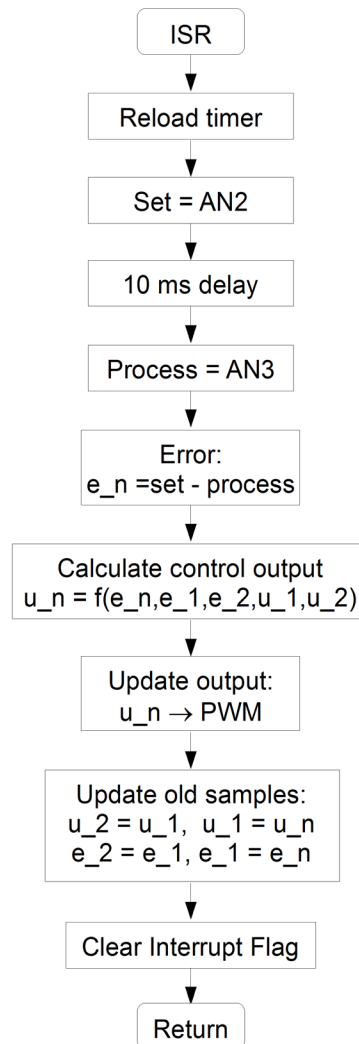 ISR
Reload timer
Set = AN2
10 ms delay
Process = AN3
Error:
e_n =set - process
Calculate control output
u_n = f(e_n,e_1,e_2,u_1,u_2)
Update output:
u_n → PWM
Update old samples:
u_2 = u_1, u_1 = u_n
e_2 = e_1, e_1 = e_n
Clear Interrupt Flag
Return